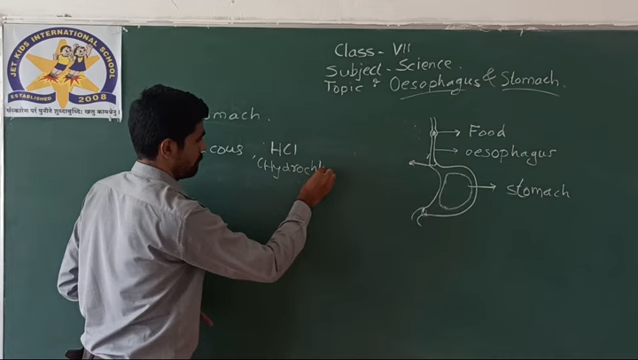 JET KIDS INTERNATIONAL SCHOOL
ESTABLISHED 2008
Class - VII
Subject - Science.
Topic : Oesophagus & Stomach.
mach.
cous HCl
(Hydrochl
Food
oesophagus
stomach